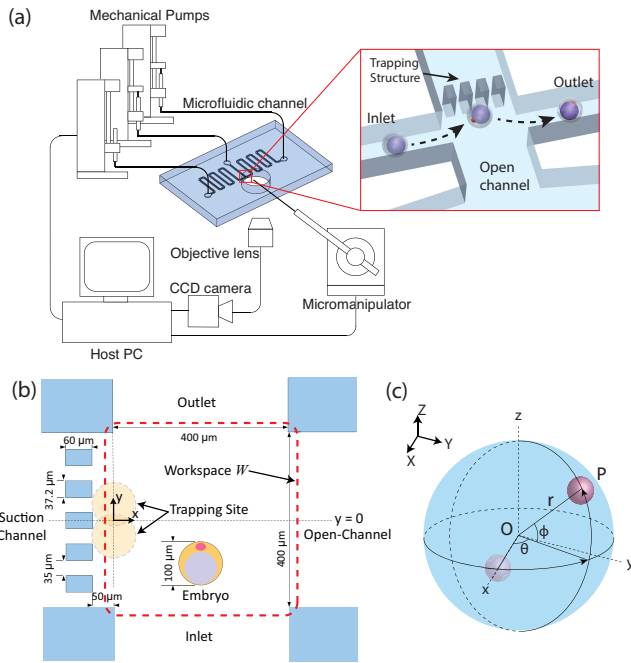 (a)
Mechanical Pumps
Microfluidic channel
Trapping
Structure
Outlet
Inlet
Open
channel
Objective lens
CCD camera
Micromanipulator
Host PC
(b)
Outlet
60 µm
400 µm
Workspace W
37.2 µm
y
x
Trapping Site
Suction
Channel
y = 0
Open-Channel
35 µm
100 µm
400 µm
50 µm
Embryo
Inlet
(c)
Z
Y
X
z
P
r
O
ϕ
θ
y
x